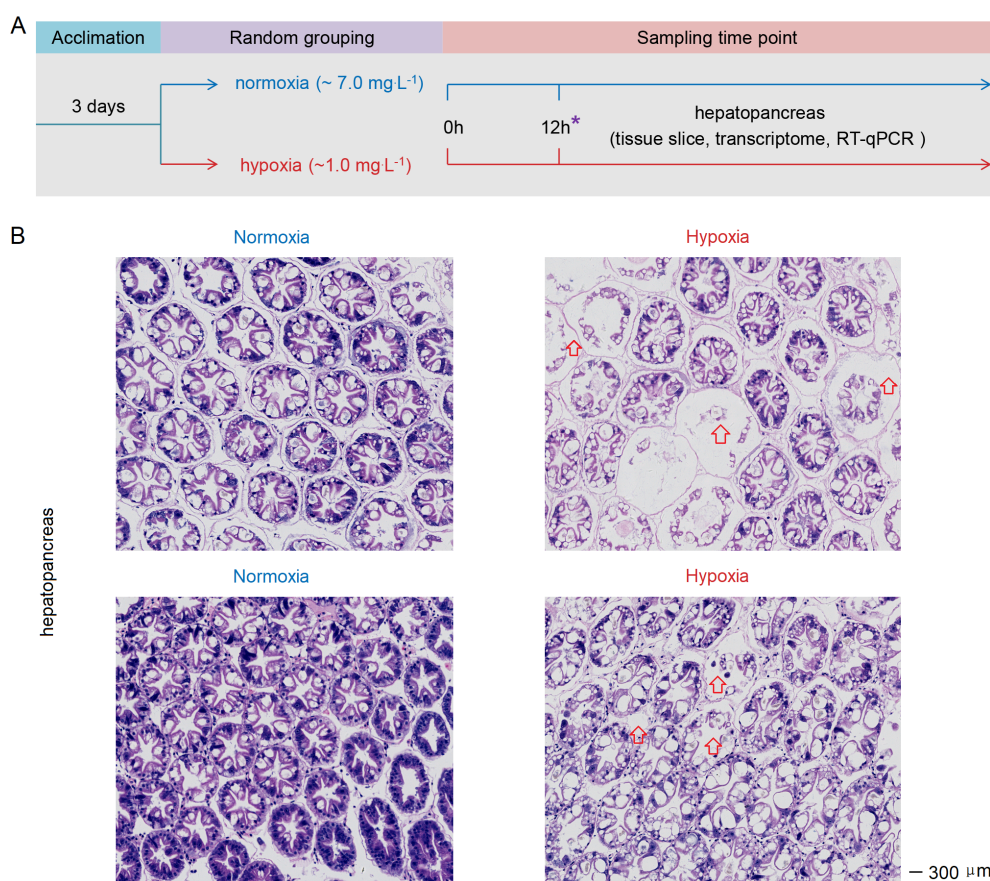 A
Acclimation Random grouping Sampling time point
3 days
normoxia (~ 7.0 mg·L-1)
hypoxia (~1.0 mg·L-1)
0h 12h*
hepatopancreas
(tissue slice, transcriptome, RT-qPCR )
B
Normoxia Hypoxia
hepatopancreas
Normoxia Hypoxia
300 μm